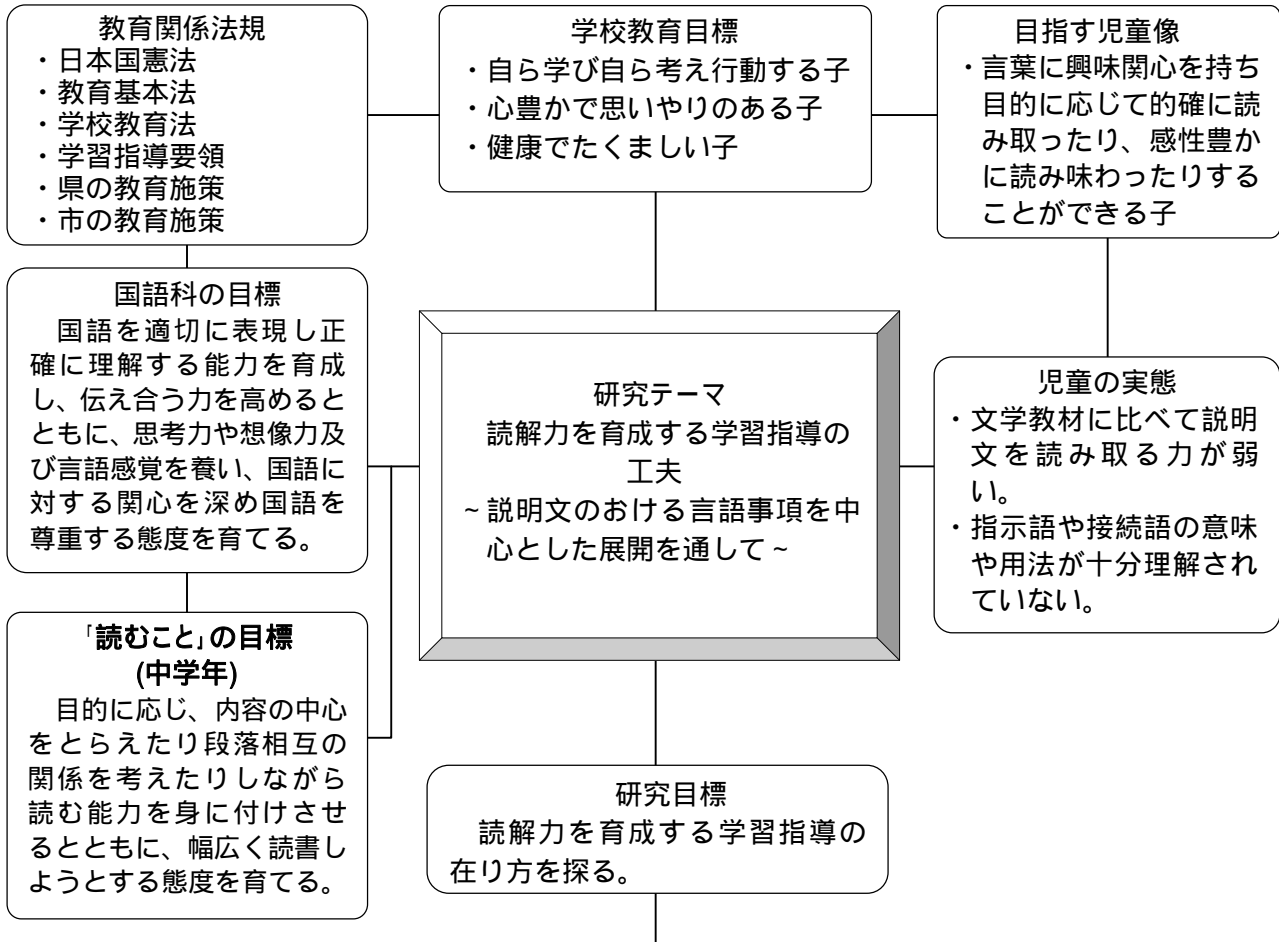 教育関係法規
・日本国憲法
・教育基本法
・学校教育法
・学習指導要領
・県の教育施策
・市の教育施策
学校教育目標
・自ら学び自ら考え行動する子
・心豊かで思いやりのある子
・健康でたくましい子
目指す児童像
・言葉に興味関心を持ち
目的に応じて的確に読
み取ったり、感性豊か
に読み味わったりする
ことができる子
国語科の目標
国語を適切に表現し正
確に理解する能力を育成
し、伝え合う力を高めると
ともに、思考力や想像力及
び言語感覚を養い、国語に
対する関心を深め国語を
尊重する態度を育てる。
研究テーマ
読解力を育成する学習指導の
工夫
~説明文のおける言語事項を中
心とした展開を通して~
児童の実態
・文学教材に比べて説明
文を読み取る力が弱
い。
・指示語や接続語の意味
や用法が十分理解され
ていない。
「読むこと」の目標
(中学年)
目的に応じ、内容の中心
をとらえたり段落相互の
関係を考えたりしながら
読む能力を身に付けさせ
るとともに、幅広く読書し
ようとする態度を育てる。
研究目標
読解力を育成する学習指導の
在り方を探る。